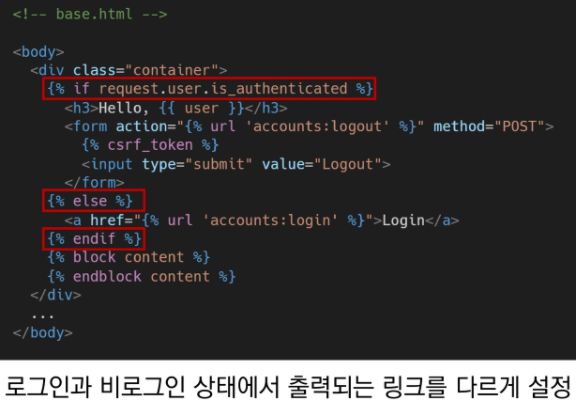 <!-- base.html -->
<body>
<div class="container">
{% if request.user.is_authenticated %}
<h3>Hello, {{ user }}</h3>
<form action="{% url 'accounts:logout' %}" method="POST">
{% csrf_token %}
<input type="submit" value="Logout">
</form>
{% else %}
<a href="{% url 'accounts:login' %}">Login</a>
{% endif %}
{% block content %}
{% endblock content %}
</div>
...
</body>
로그인과 비로그인 상태에서 출력되는 링크를 다르게 설정